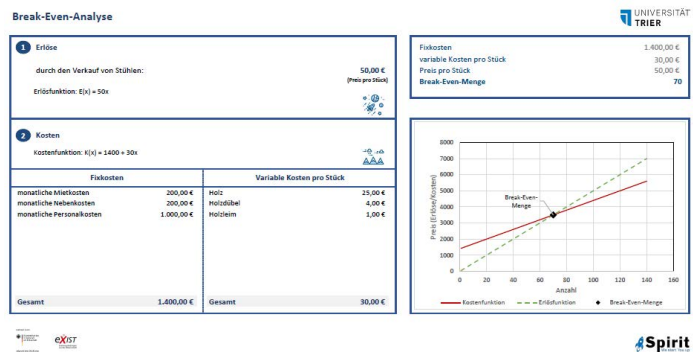 Break-Even-Analyse
UNIVERSITÄT
TRIER
1 Erlöse
durch den Verkauf von Stühlen: 50,00 €
(Preis pro Stück)
Erlösfunktion: E(x) = 50x
2 Kosten
Kostenfunktion: K(x) = 1400 + 30x
Fixkosten Variable Kosten pro Stück
monatliche Mietkosten 200,00 € Holz 25,00 €
monatliche Nebenkosten 200,00 € Holzdübel 4,00 €
monatliche Personalkosten 1.000,00 € Holzleim 1,00 €
Gesamt 1.400,00 € Gesamt 30,00 €
Fixkosten 1.400,00 €
variable Kosten pro Stück 30,00 €
Preis pro Stück 50,00 €
Break-Even-Menge 70
8000
7000
6000
5000
4000
3000
2000
1000
0
Preis (Erlöse/Kosten)
Break-Even-
Menge
0 20 40 60 80 100 120 140 160
Anzahl
Kostenfunktion Erlösfunktion Break-Even-Menge
eXIST
Spirit